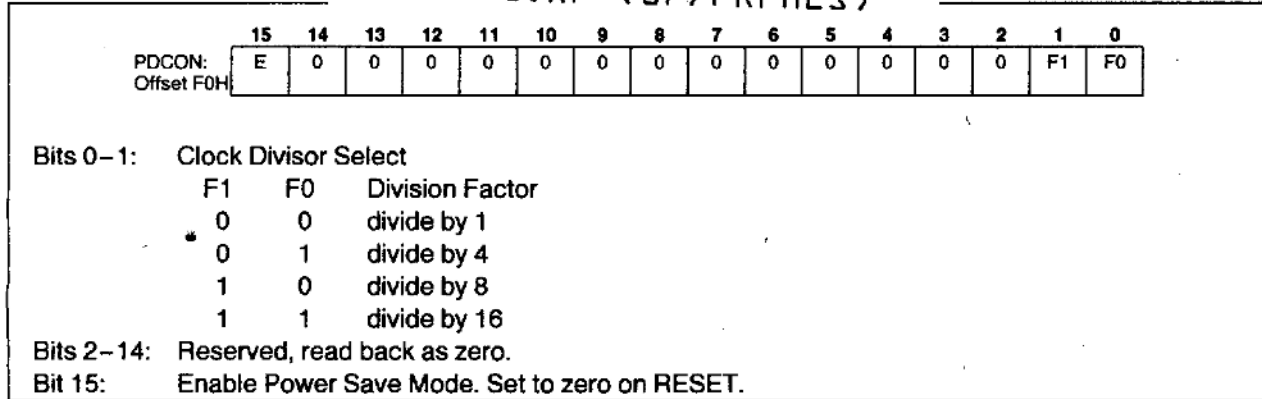 15 14 13 12 11 10 9 8 7 6 5 4 3 2 1 0
PDCON: E 0 0 0 0 0 0 0 0 0 0 0 0 0 F1 F0
Offset F0H
Bits 0–1: Clock Divisor Select
F1 F0 Division Factor
0 0 divide by 1
0 1 divide by 4
1 0 divide by 8
1 1 divide by 16
Bits 2–14: Reserved, read back as zero.
Bit 15: Enable Power Save Mode. Set to zero on RESET.